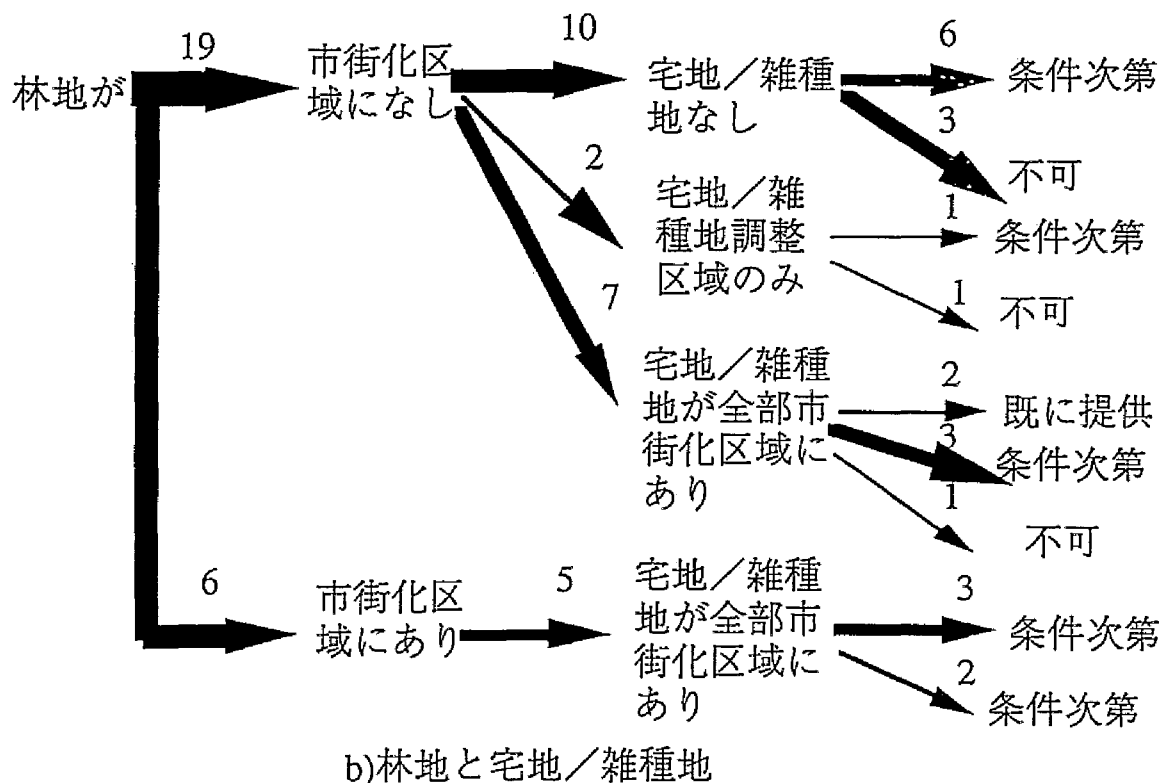 林地が
19
市街化区
域になし
10
宅地／雑種
地なし
6
条件次第
3
不可
2
宅地／雑
種地調整
区域のみ
1
条件次第
1
不可
7
宅地／雑種
地が全部市
街化区域に
あり
2
既に提供
3
条件次第
1
不可
6
市街化区
域にあり
5
宅地／雑種
地が全部市
街化区域に
あり
3
条件次第
2
条件次第
b)林地と宅地／雑種地